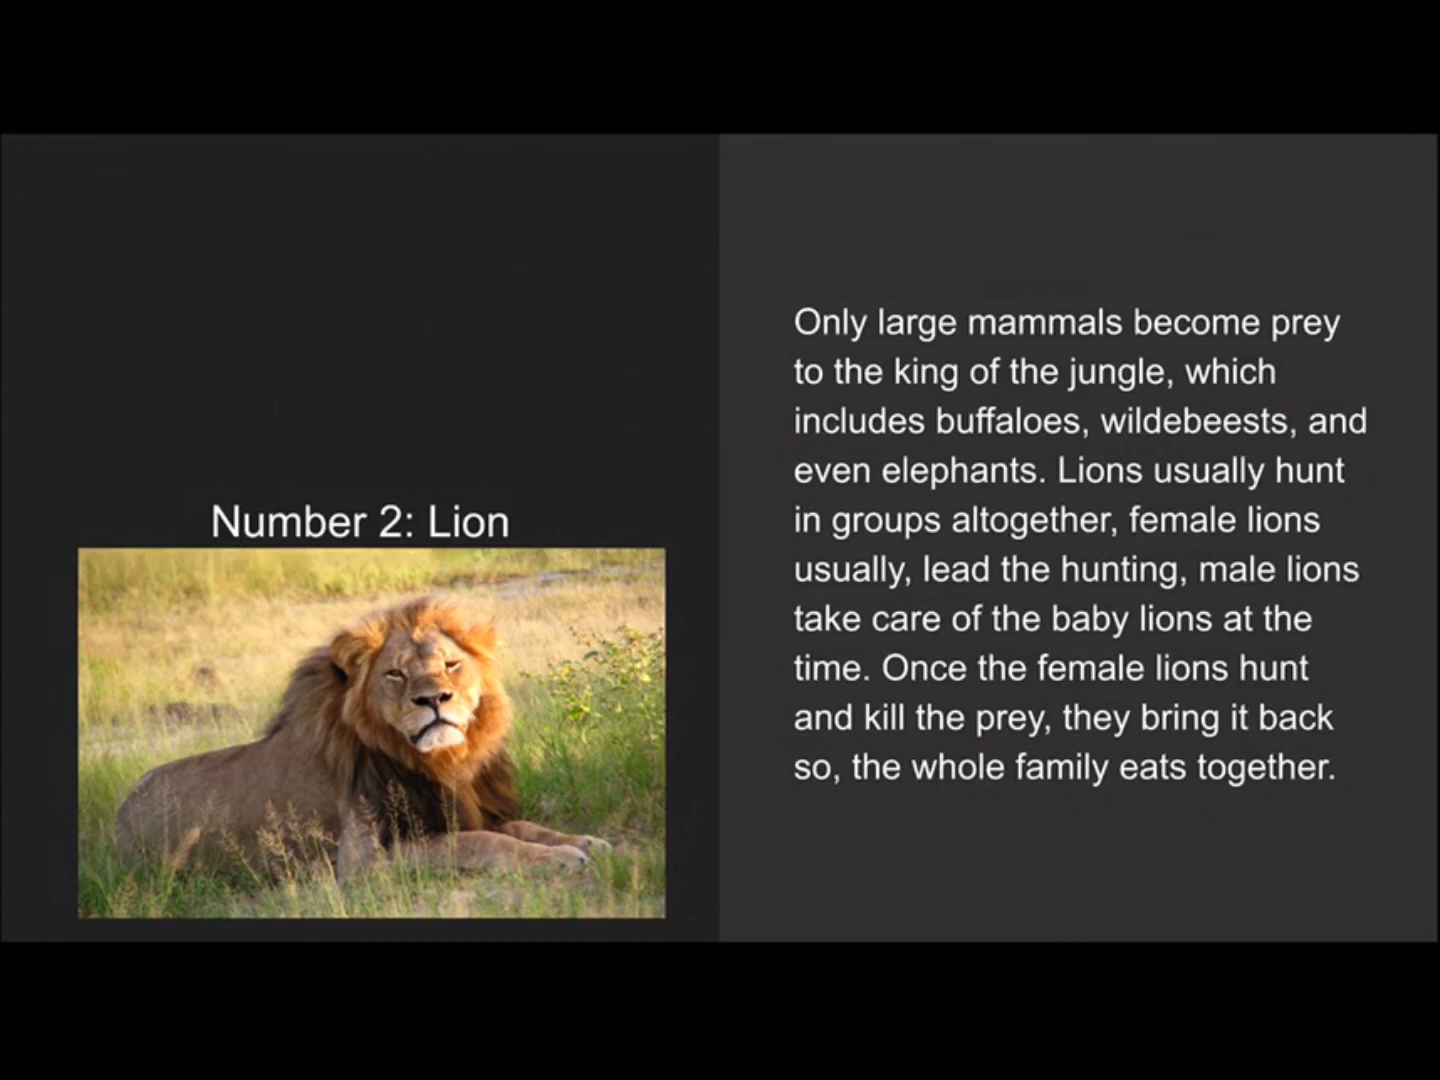 Number 2: Lion
Only large mammals become prey
to the king of the jungle, which
includes buffaloes, wildebeests, and
even elephants. Lions usually hunt
in groups altogether, female lions
usually, lead the hunting, male lions
take care of the baby lions at the
time. Once the female lions hunt
and kill the prey, they bring it back
so, the whole family eats together.